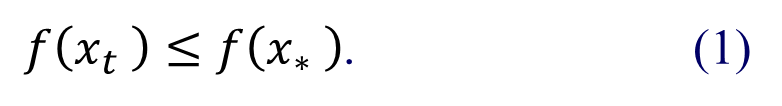 f(x_t) ≤ f(x_*). (1)